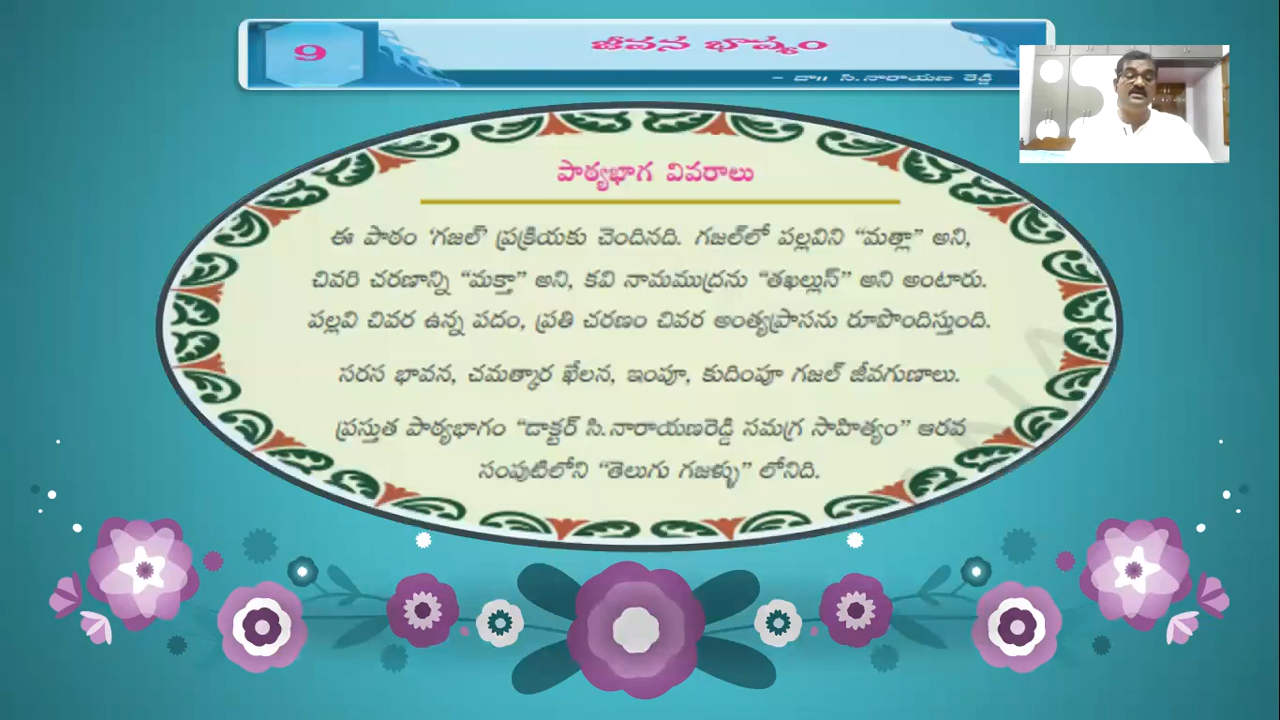 9
జీవన భాష్యం
– డా॥ సి.నారాయణ రెడ్డి
పాఠ్యభాగ వివరాలు
ఈ పాఠం ‘గజల్’ ప్రక్రియకు చెందినది. గజల్‌లో పల్లవిని “మత్లా” అని,
చివరి చరణాన్ని “మక్తా” అని, కవి నామముద్రను “తఖల్లుస్” అని అంటారు.
పల్లవి చివర ఉన్న పదం, ప్రతి చరణం చివర అంత్యప్రాసను రూపొందిస్తుంది.
సరస భావన, చమత్కార ఖేలన, ఇంపూ, కుదింపూ గజల్ జీవగుణాలు.
ప్రస్తుత పాఠ్యభాగం “డాక్టర్ సి.నారాయణరెడ్డి సమగ్ర సాహిత్యం” ఆరవ
సంపుటిలోని “తెలుగు గజళ్ళు” లోనిది.